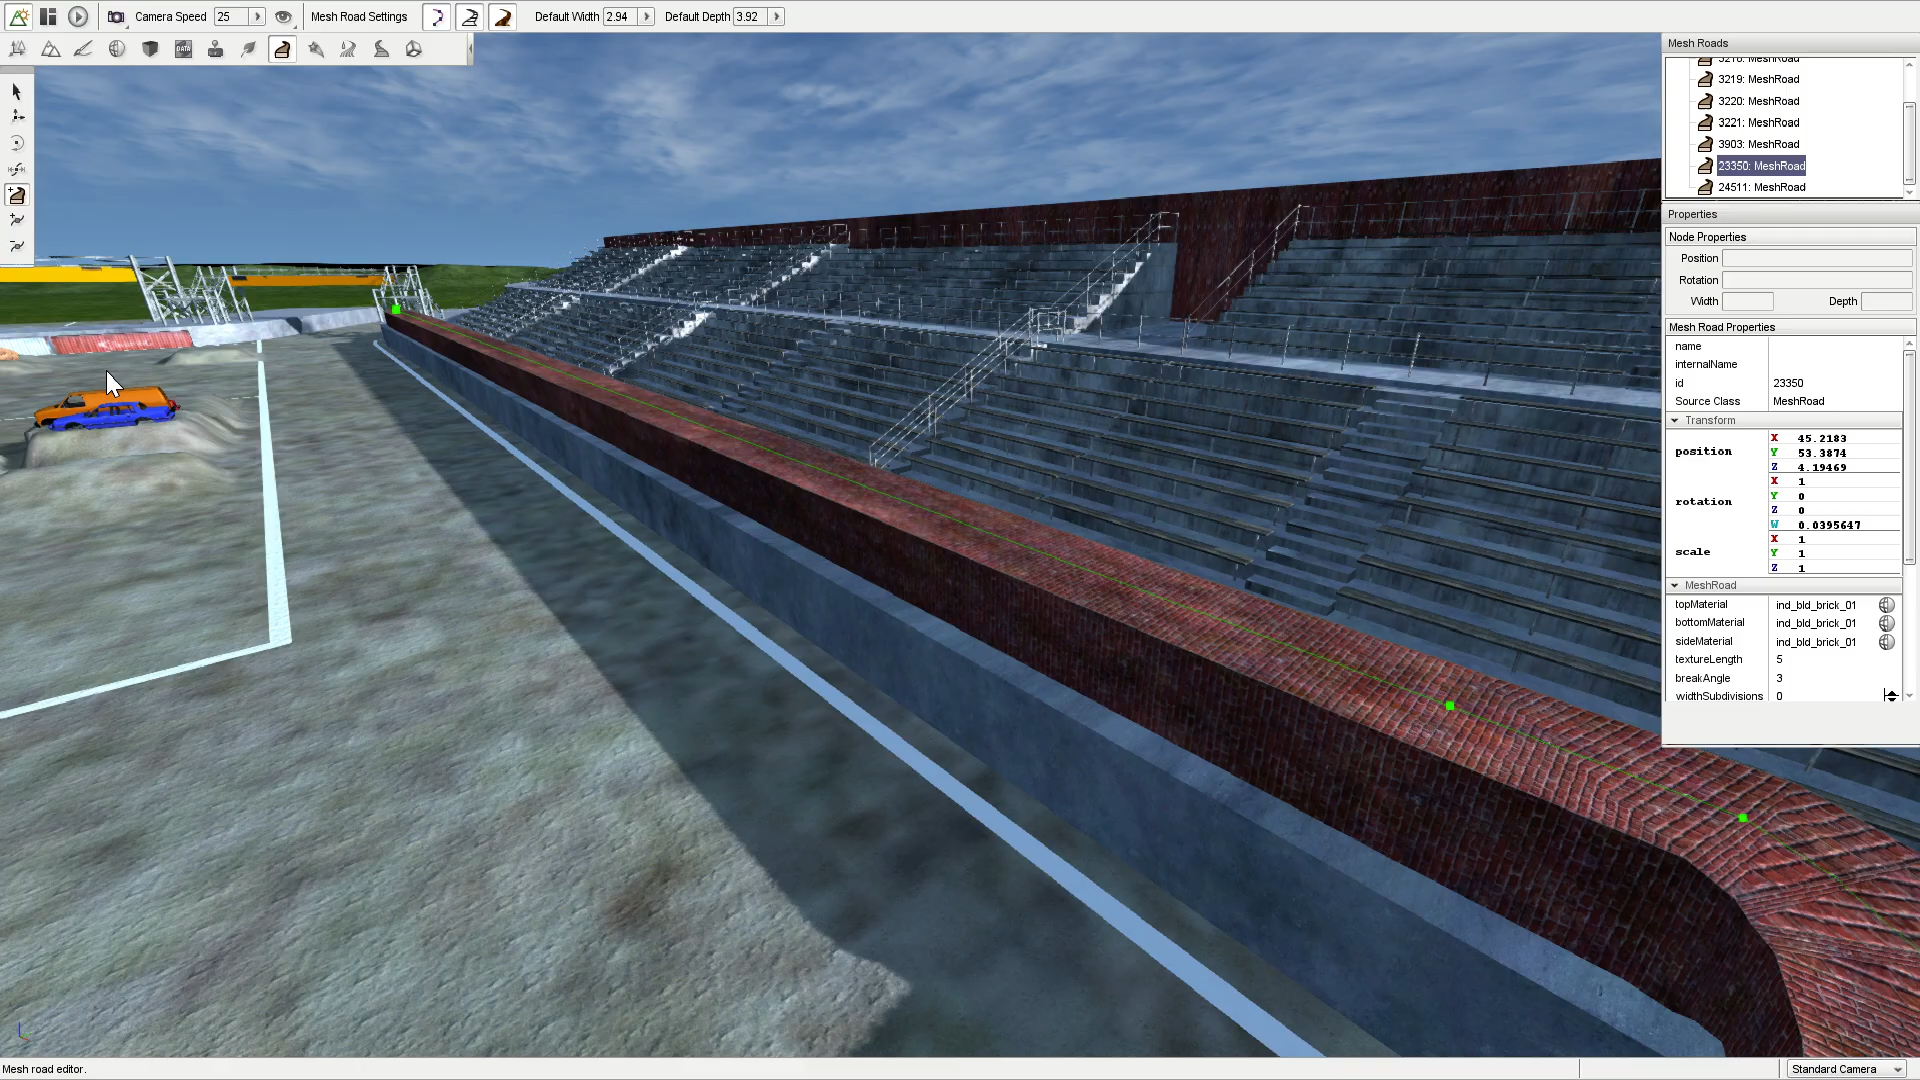 Camera Speed 25 Mesh Road Settings Default Width 2.94 Default Depth 3.92
DATA
Mesh Roads
3216: MeshRoad
3219: MeshRoad
3220: MeshRoad
3221: MeshRoad
3903: MeshRoad
23350: MeshRoad
24511: MeshRoad
Properties
Node Properties
Position
Rotation
Width Depth
Mesh Road Properties
name
internalName
id 23350
Source Class MeshRoad
Transform
position X 45.2183
Y 53.3874
Z 4.19469
rotation X 1
Y 0
Z 0
W 0.0395647
scale X 1
Y 1
Z 1
MeshRoad
topMaterial ind_bld_brick_01
bottomMaterial ind_bld_brick_01
sideMaterial ind_bld_brick_01
textureLength 5
breakAngle 3
widthSubdivisions 0
Mesh road editor.
Standard Camera